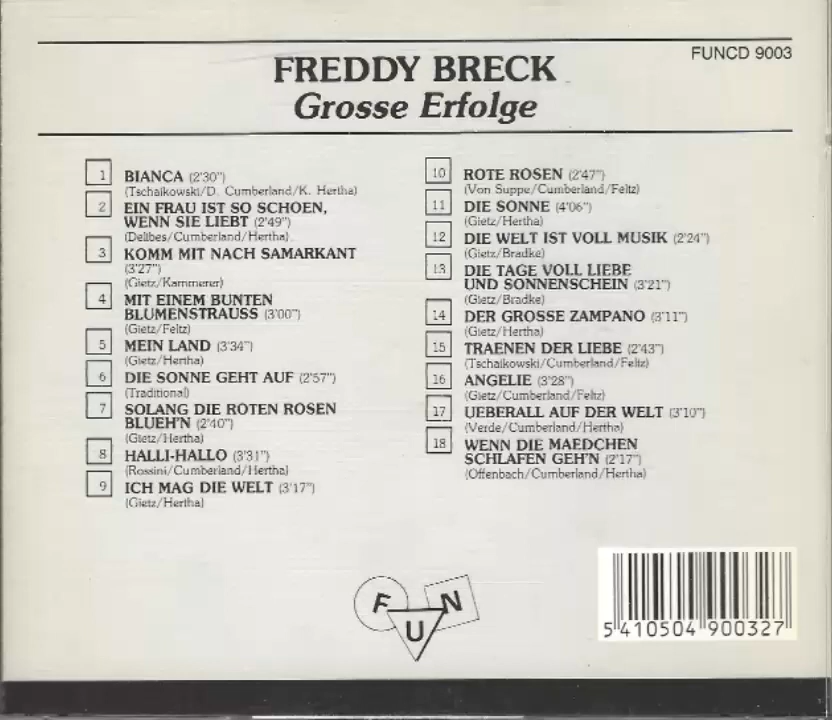 FUNCD 9003
FREDDY BRECK
Grosse Erfolge
1 BIANCA (2'30")
(Tschaikowski/D. Cumberland/K. Hertha)
2 EIN FRAU IST SO SCHOEN,
WENN SIE LIEBT (2'49")
(Delibes/Cumberland/Hertha)
3 KOMM MIT NACH SAMARKANT
(3'27")
(Gietz/Kammerer)
4 MIT EINEM BUNTEN
BLUMENSTRAUSS (3'00")
(Gietz/Feltz)
5 MEIN LAND (3'34")
(Gietz/Hertha)
6 DIE SONNE GEHT AUF (2'57")
(Traditional)
7 SOLANG DIE ROTEN ROSEN
BLUEH'N (2'40")
(Gietz/Hertha)
8 HALLI-HALLO (3'31")
(Rossini/Cumberland/Hertha)
9 ICH MAG DIE WELT (3'17")
(Gietz/Hertha)
10 ROTE ROSEN (2'47")
(Von Suppe/Cumberland/Feltz)
11 DIE SONNE (4'06")
(Gietz/Hertha)
12 DIE WELT IST VOLL MUSIK (2'24")
(Gietz/Bradke)
13 DIE TAGE VOLL LIEBE
UND SONNENSCHEIN (3'21")
(Gietz/Bradke)
14 DER GROSSE ZAMPANO (3'11")
(Gietz/Hertha)
15 TRAENEN DER LIEBE (2'43")
(Tschaikowski/Cumberland/Feltz)
16 ANGELIE (3'28")
(Gietz/Cumberland/Feltz)
17 UEBERALL AUF DER WELT (3'10")
(Verde/Cumberland/Hertha)
18 WENN DIE MAEDCHEN
SCHLAFEN GEH'N (2'17")
(Offenbach/Cumberland/Hertha)
FUN
5 410504 900327